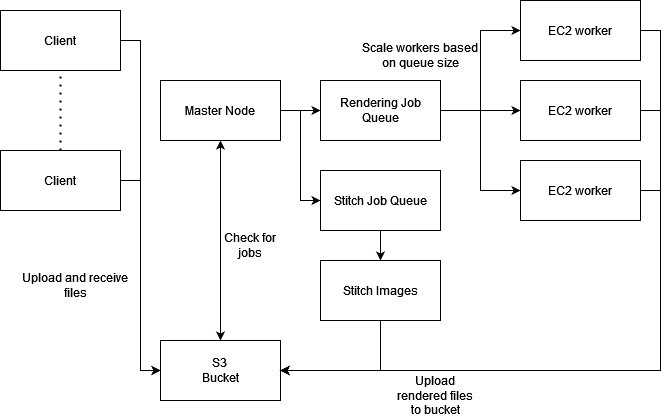 Client
Client
Upload and receive
files
Master Node
Check for
jobs
S3
Bucket
Rendering Job
Queue
Stitch Job Queue
Stitch Images
Scale workers based
on queue size
EC2 worker
EC2 worker
EC2 worker
Upload
rendered files
to bucket